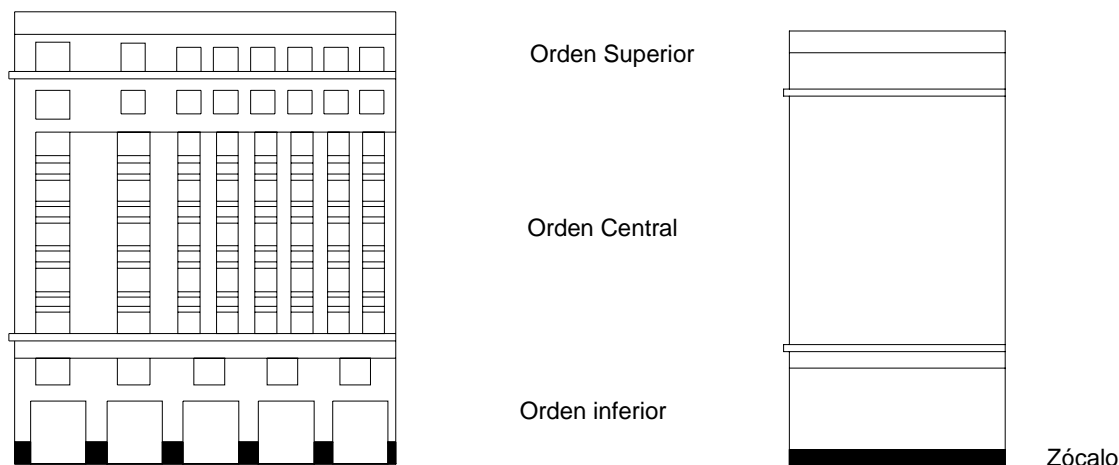 Orden Superior
Orden Central
Orden inferior
Zócalo